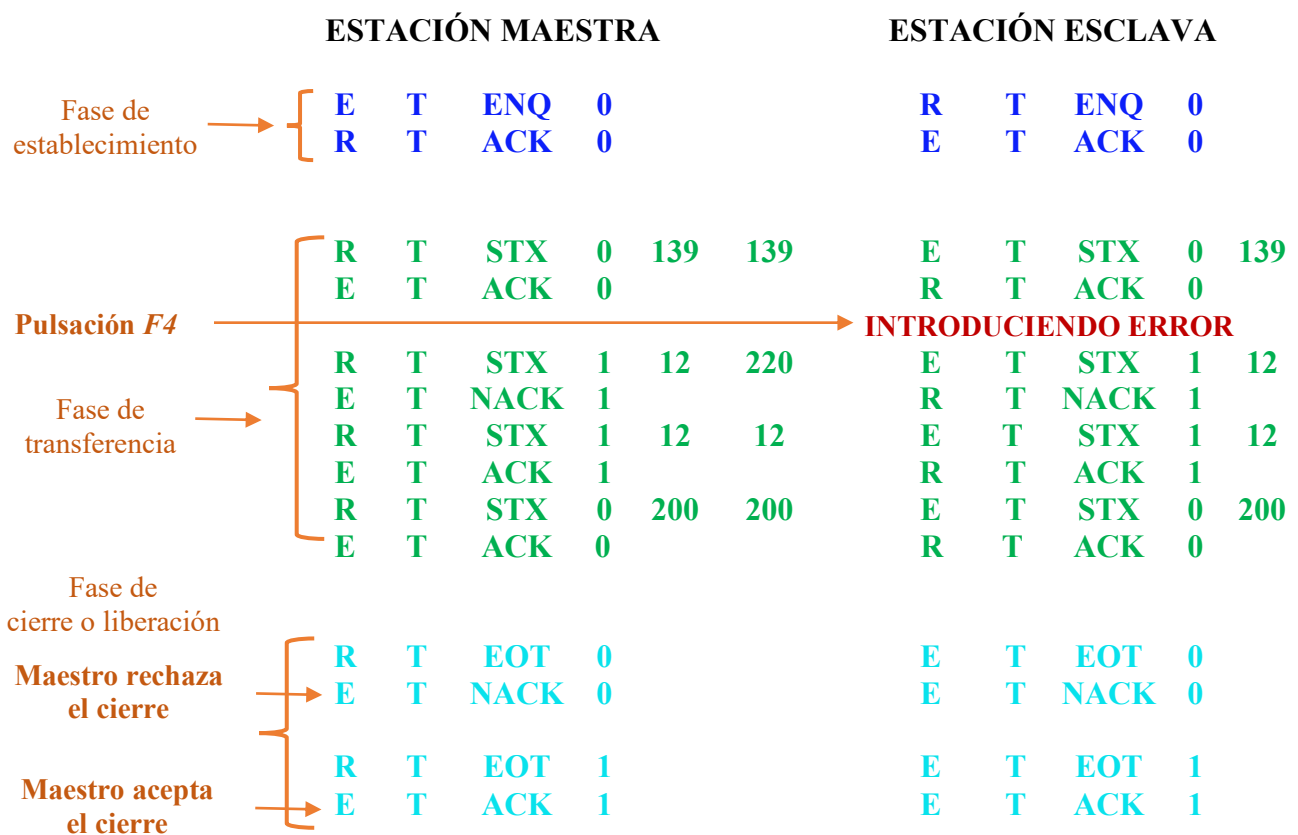 ESTACIÓN MAESTRA ESTACIÓN ESCLAVA
Fase de
establecimiento
E T ENQ 0 R T ENQ 0
R T ACK 0 E T ACK 0
R T STX 0 139 139 E T STX 0 139
E T ACK 0 R T ACK 0
Pulsación F4 INTRODUCIENDO ERROR
R T STX 1 12 220 E T STX 1 12
E T NACK 1 R T NACK 1
Fase de
transferencia
R T STX 1 12 12 E T STX 1 12
E T ACK 1 R T ACK 1
R T STX 0 200 200 E T STX 0 200
E T ACK 0 R T ACK 0
Fase de
cierre o liberación
R T EOT 0 E T EOT 0
Maestro rechaza
el cierre
E T NACK 0 E T NACK 0
R T EOT 1 E T EOT 1
Maestro acepta
el cierre
E T ACK 1 E T ACK 1